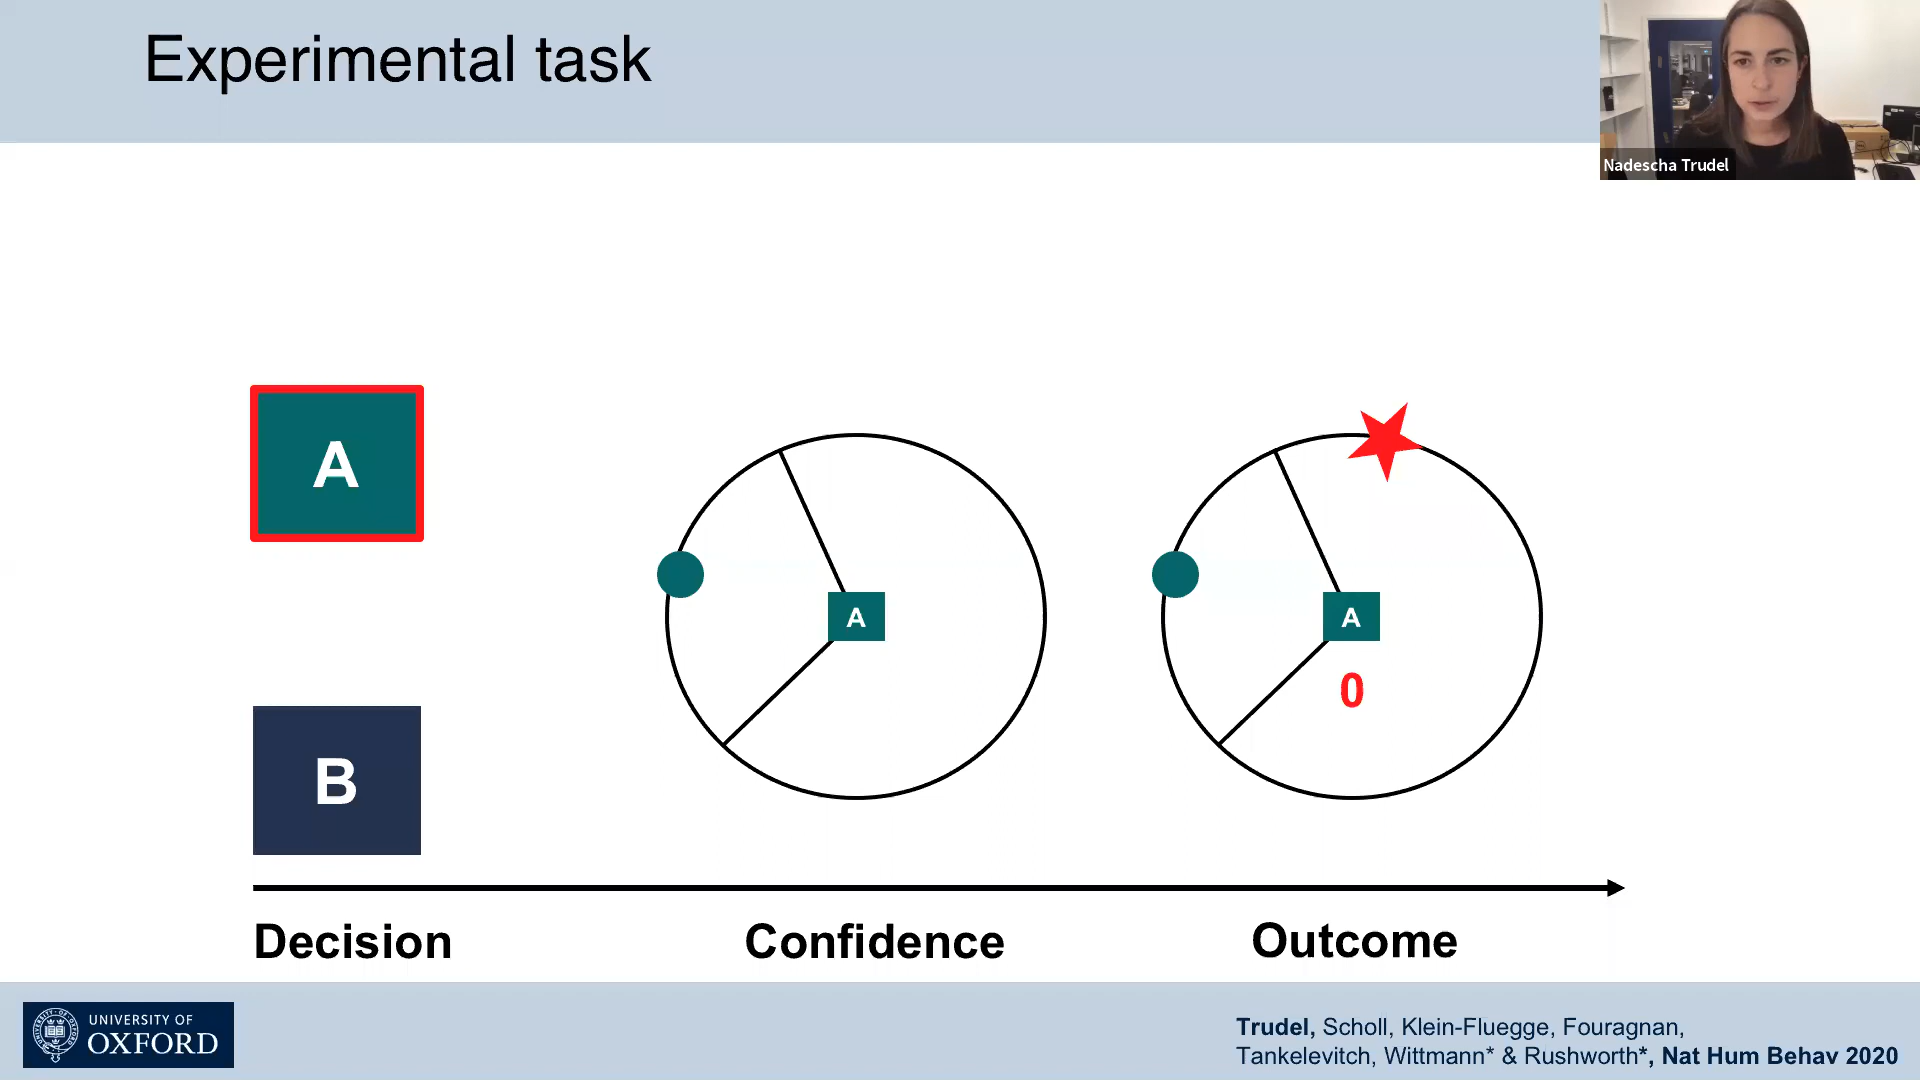 Experimental task
Nadescha Trudel
A
A
A
0
B
Decision
Confidence
Outcome
UNIVERSITY OF
OXFORD
Trudel, Scholl, Klein-Fluegge, Fouragnan,
Tankelevitch, Wittmann* & Rushworth*, Nat Hum Behav 2020